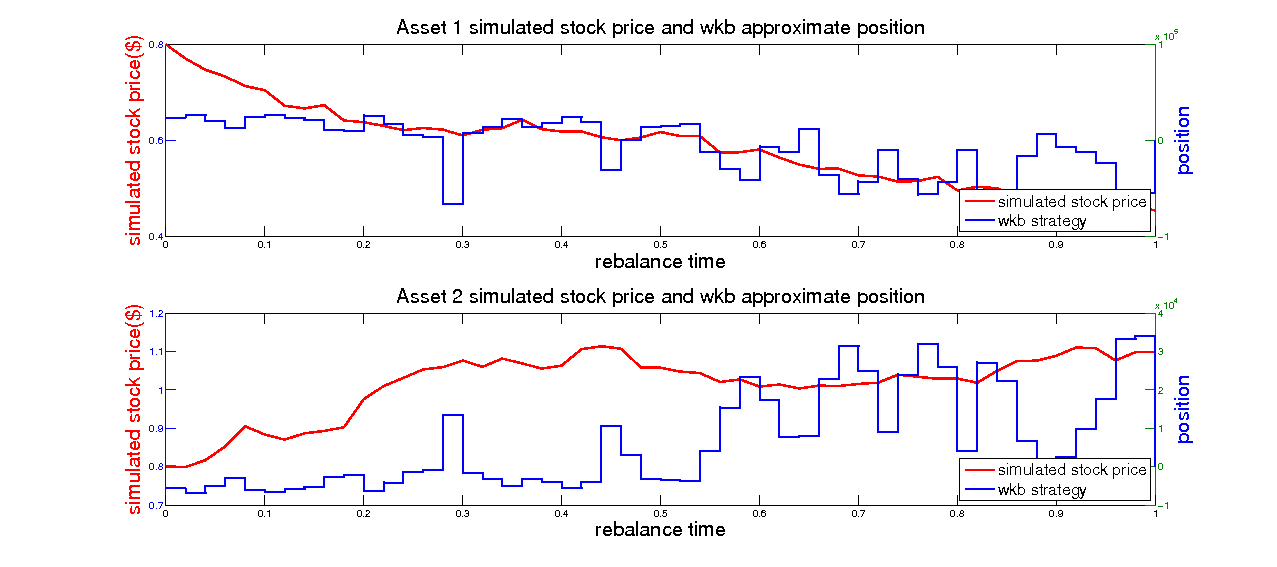 Asset 1 simulated stock price and wkb approximate position
x 10^5
simulated stock price($)
0.8
0.6
0.4
1
0
-1
position
simulated stock price
wkb strategy
0 0.1 0.2 0.3 0.4 0.5 0.6 0.7 0.8 0.9 1
rebalance time
Asset 2 simulated stock price and wkb approximate position
x 10^4
simulated stock price($)
1.2
1.1
1
0.9
0.8
0.7
4
3
2
1
0
-1
position
simulated stock price
wkb strategy
0 0.1 0.2 0.3 0.4 0.5 0.6 0.7 0.8 0.9 1
rebalance time